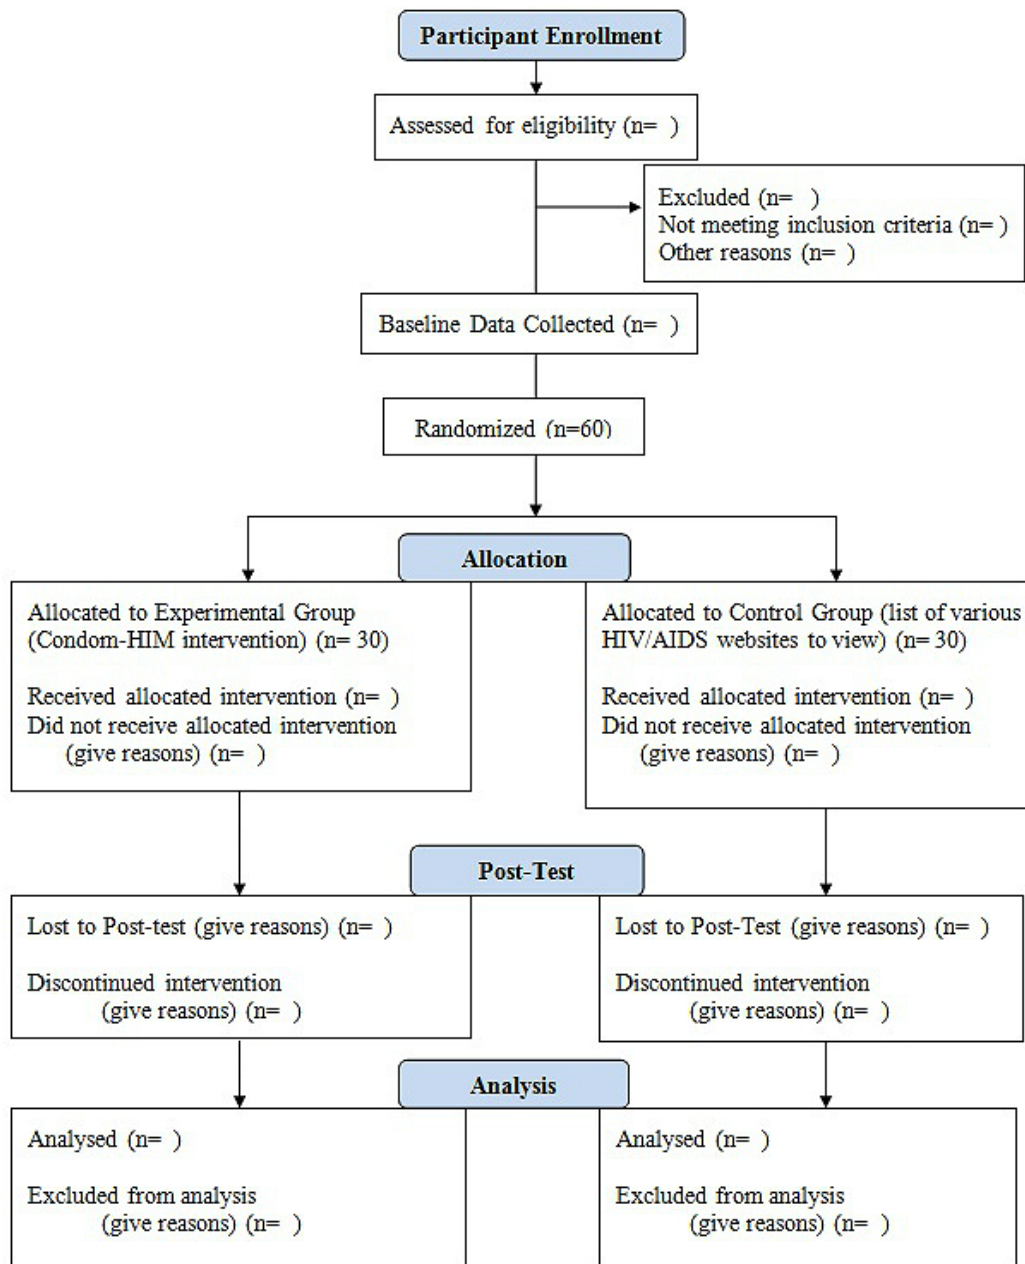 Participant Enrollment
Assessed for eligibility (n=  )
Excluded (n=  )
Not meeting inclusion criteria (n= )
Other reasons (n=  )
Baseline Data Collected (n=  )
Randomized (n=60)
Allocation
Allocated to Experimental Group
(Condom-HIM intervention) (n= 30)
Received allocated intervention (n=  )
Did not receive allocated intervention
(give reasons) (n=  )
Allocated to Control Group (list of various
HIV/AIDS websites to view) (n= 30)
Received allocated intervention (n=  )
Did not receive allocated intervention
(give reasons) (n=  )
Post-Test
Lost to Post-test (give reasons) (n=  )
Discontinued intervention
(give reasons) (n=  )
Lost to Post-Test (give reasons) (n=  )
Discontinued intervention
(give reasons) (n=  )
Analysis
Analysed (n=  )
Excluded from analysis
(give reasons) (n=  )
Analysed (n=  )
Excluded from analysis
(give reasons) (n=  )